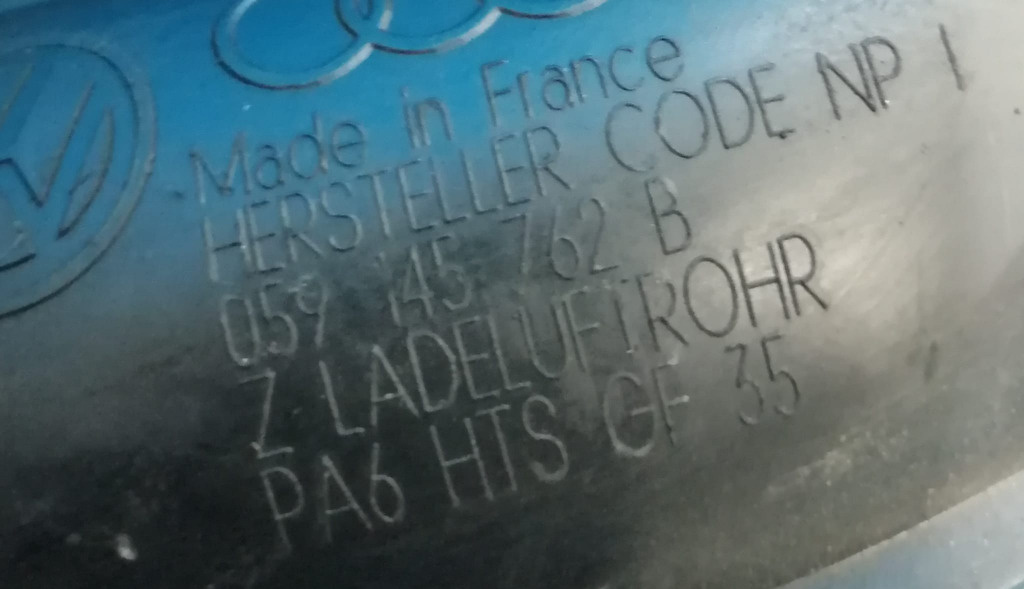 Made in France
HERSTELLER CODE NP I
059 145 762 B
Z LADELUFTROHR
PA6 HTS GF 35